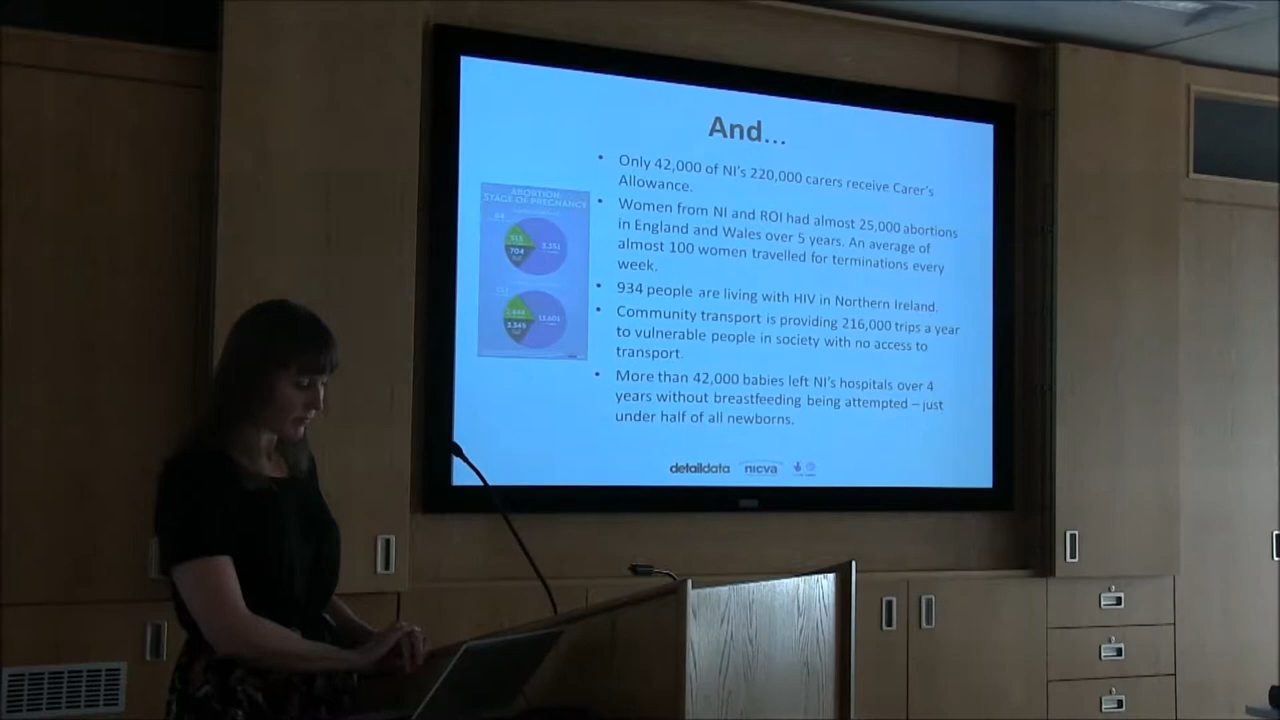 And...
• Only 42,000 of NI's 220,000 carers receive Carer's
Allowance.
• Women from NI and ROI had almost 25,000 abortions
in England and Wales over 5 years. An average of
almost 100 women travelled for terminations every
week.
• 934 people are living with HIV in Northern Ireland.
• Community transport is providing 216,000 trips a year
to vulnerable people in society with no access to
transport.
• More than 42,000 babies left NI's hospitals over 4
years without breastfeeding being attempted – just
under half of all newborns.
ABORTION
STAGE OF PREGNANCY
704
3,345
13,601
detaildata nicva